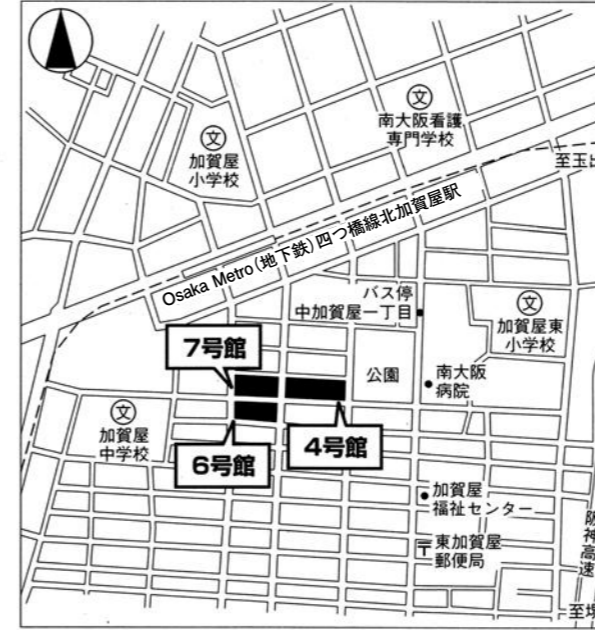 文
南大阪看護
専門学校
文
加賀屋
小学校
至玉出
Osaka Metro(地下鉄)四つ橋線北加賀屋駅
バス停
中加賀屋一丁目
文
加賀屋東
小学校
7号館
公園
南大阪
病院
文
加賀屋
中学校
6号館
4号館
加賀屋
福祉センター
〒東加賀屋
郵便局
阪神高速
至堺